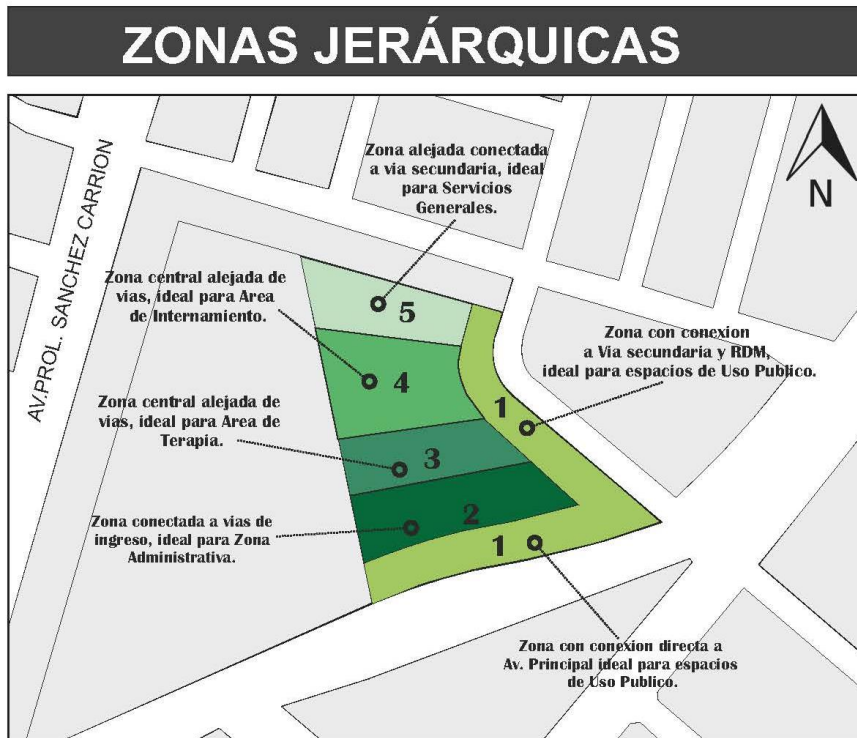 ZONAS JERÁRQUICAS
AV.PROL. SANCHEZ CARRION
Zona alejada conectada
a via secundaria, ideal
para Servicios
Generales.
N
Zona central alejada de
vias, ideal para Area
de Internamiento.
5
Zona con conexion
a Via secundaria y RDM,
ideal para espacios de Uso Publico.
4
1
Zona central alejada de
vias, ideal para Area de
Terapia.
3
Zona conectada a vias de
ingreso, ideal para Zona
Administrativa.
2
1
Zona con conexion directa a
Av. Principal ideal para espacios
de Uso Publico.